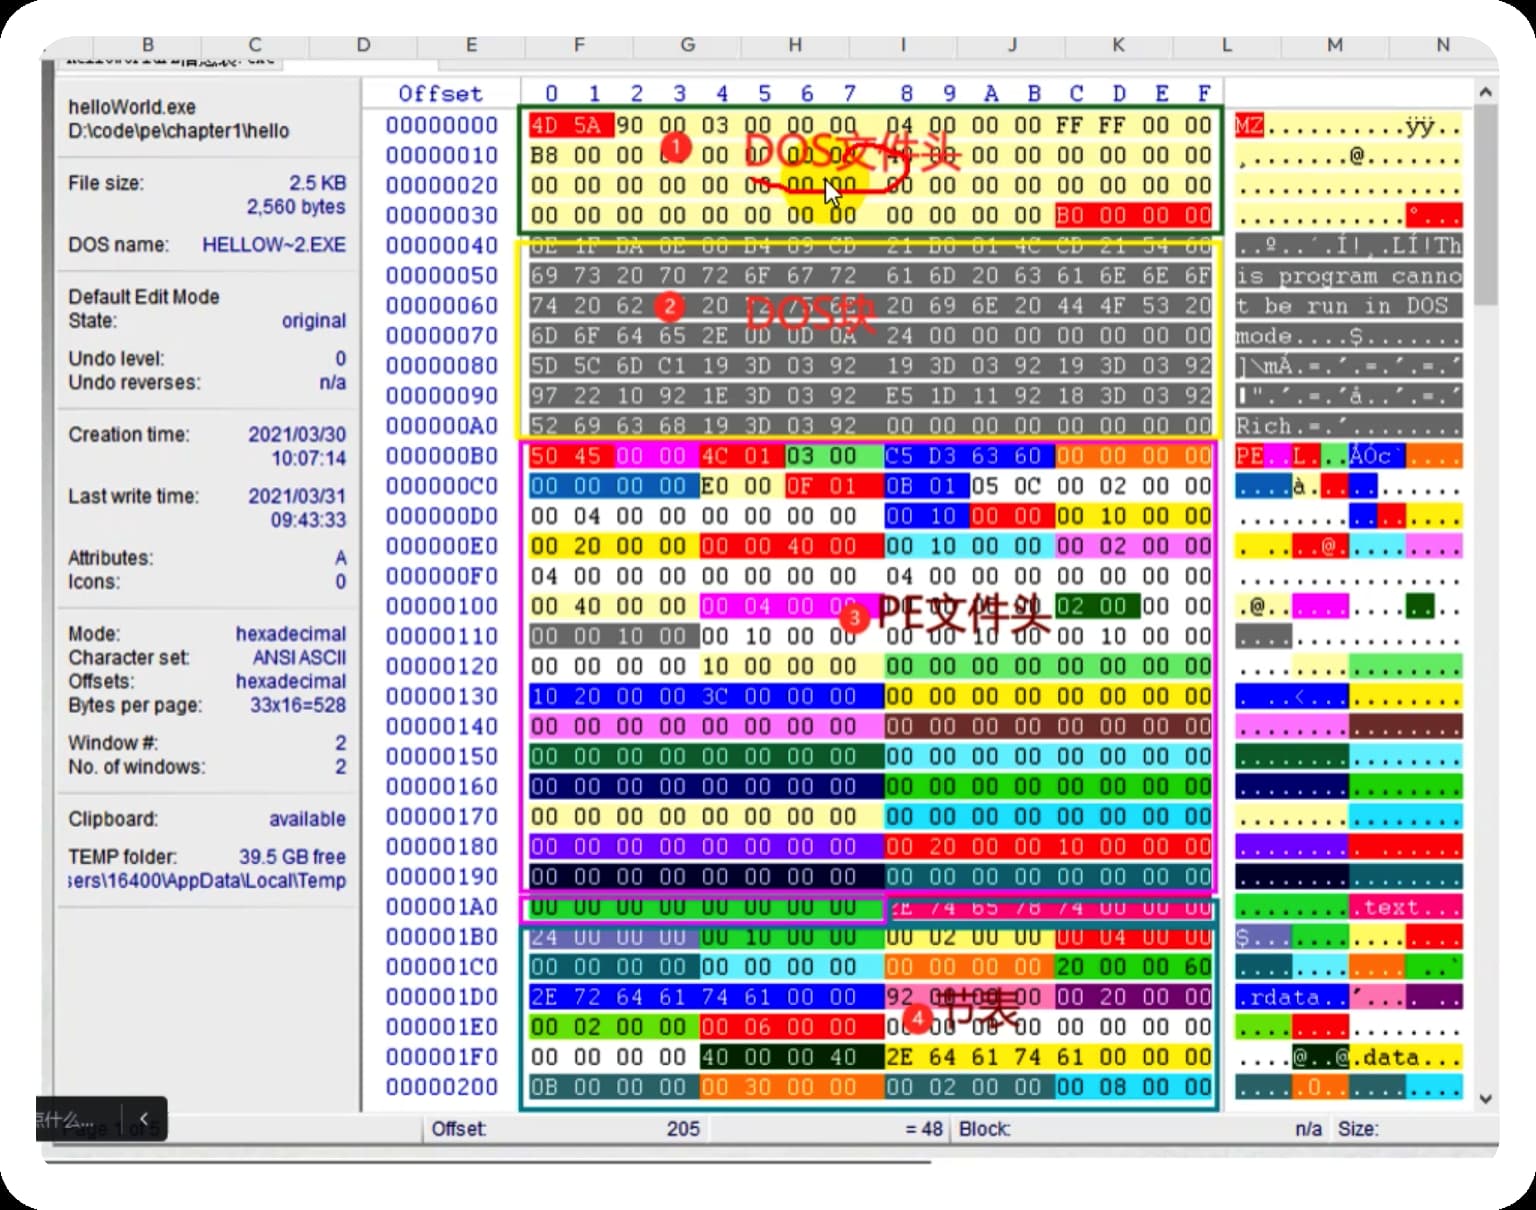 B C D E F G H I J K L M N
helloWorld.exe
D:\code\pe\chapter1\hello
File size: 2.5 KB
2,560 bytes
DOS name: HELLOW~2.EXE
Default Edit Mode
State: original
Undo level: 0
Undo reverses: n/a
Creation time: 2021/03/30
10:07:14
Last write time: 2021/03/31
09:43:33
Attributes: A
Icons: 0
Mode: hexadecimal
Character set: ANSI ASCII
Offsets: hexadecimal
Bytes per page: 33x16=528
Window #: 2
No. of windows: 2
Clipboard: available
TEMP folder: 39.5 GB free
sers\16400\AppData\Local\Temp
Offset 0 1 2 3 4 5 6 7 8 9 A B C D E F
00000000 4D 5A 90 00 03 00 00 00 04 00 00 00 FF FF 00 00 MZ..........ÿÿ..
1 DOS文件头
00000010 B8 00 00 00 00 00 00 40 00 00 00 00 00 00 ¸.......@.......
00000020 00 00 00 00 00 00 00 00 00 00 00 00 00 00 00 00 ................
00000030 00 00 00 00 00 00 00 00 00 00 00 00 B0 00 00 00 ............°...
00000040 0E 1F BA 0E 00 B4 09 CD 21 B8 01 4C CD 21 54 68 ..º..´.Í!¸.LÍ!Th
00000050 69 73 20 70 72 6F 67 72 61 6D 20 63 61 6E 6E 6F is program canno
00000060 74 20 62 20 20 69 6E 20 44 4F 53 20 t be run in DOS
2 DOS块
00000070 6D 6F 64 65 2E 0D 0D 0A 24 00 00 00 00 00 00 00 mode....$.......
00000080 5D 5C 6D C1 19 3D 03 92 19 3D 03 92 19 3D 03 92 ]\mÁ.=.´.=.´.=.´
00000090 97 22 10 92 1E 3D 03 92 E5 1D 11 92 18 3D 03 92 ".´.=.´å..´.=.´
000000A0 52 69 63 68 19 3D 03 92 00 00 00 00 00 00 00 00 Rich.=.´........
000000B0 50 45 00 00 4C 01 03 00 C5 D3 63 60 00 00 00 00 PE..L...ÅÓc`....
000000C0 00 00 00 00 E0 00 0F 01 0B 01 05 0C 00 02 00 00 ....à...........
000000D0 00 04 00 00 00 00 00 00 00 10 00 00 00 10 00 00 ................
000000E0 00 20 00 00 00 00 40 00 00 10 00 00 00 02 00 00 . ....@.........
000000F0 04 00 00 00 00 00 00 00 04 00 00 00 00 00 00 00 ................
00000100 00 40 00 00 00 04 00 00 02 00 00 00 .@..............
3 PE文件头
00000110 00 00 10 00 00 10 00 00 00 00 10 00 00 10 00 00 ................
00000120 00 00 00 00 10 00 00 00 00 00 00 00 00 00 00 00 ................
00000130 10 20 00 00 3C 00 00 00 00 00 00 00 00 00 00 00 . ..<...........
00000140 00 00 00 00 00 00 00 00 00 00 00 00 00 00 00 00 ................
00000150 00 00 00 00 00 00 00 00 00 00 00 00 00 00 00 00 ................
00000160 00 00 00 00 00 00 00 00 00 00 00 00 00 00 00 00 ................
00000170 00 00 00 00 00 00 00 00 00 00 00 00 00 00 00 00 ................
00000180 00 00 00 00 00 00 00 00 00 20 00 00 10 00 00 00 ......... ......
00000190 00 00 00 00 00 00 00 00 00 00 00 00 00 00 00 00 ................
000001A0 00 00 00 00 00 00 00 00 2E 74 65 78 74 00 00 00 .........text...
000001B0 24 00 00 00 00 10 00 00 00 02 00 00 00 04 00 00 $...............
000001C0 00 00 00 00 00 00 00 00 00 00 00 00 20 00 00 60 ............ ..`
000001D0 2E 72 64 61 74 61 00 00 92 00 00 00 00 20 00 00 .rdata..´.... ..
000001E0 00 02 00 00 00 06 00 00 00 00 00 00 00 00 00 ................
4 节表
000001F0 00 00 00 00 40 00 00 40 2E 64 61 74 61 00 00 00 ....@..@.data...
00000200 0B 00 00 00 00 30 00 00 00 02 00 00 00 08 00 00 .....0..........
点什么...
Page 1 of 5 Offset: 205 = 48 Block: n/a Size: